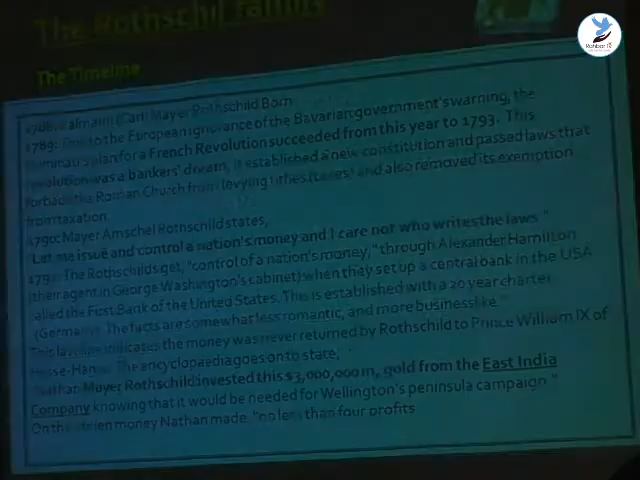 The Rothschil Family
The Timeline
1788: Kalmann (Carl) Mayer Rothschild Born
1789: Due to the European ignorance of the Bavarian government's warning, the
plan for a French Revolution succeeded from this year to 1793. This
revolution was a bankers' dream, it established a new constitution and passed laws that
forbade the Roman Church from levying tithes (taxes) and also removed its exemption
from taxation.
1790: Mayer Amschel Rothschild states,
"Let me issue and control a nation's money and I care not who writes the laws."
The Rothschilds get, "control of a nation's money," through Alexander Hamilton
(their agent in George Washington's cabinet) when they set up a central bank in the USA
called the First Bank of the United States. This is established with a 20 year charter.
(Germany). The facts are somewhat less romantic, and more businesslike."
This indicates the money was never returned by Rothschild to Prince William IX of
Hesse-Hanau. The encyclopaedia goes on to state,
Mayer Rothschild invested this $3,000,000 in, gold from the East India
Company knowing that it would be needed for Wellington's peninsula campaign."
On the stolen money Nathan made, "no less than four profits
Rahbar